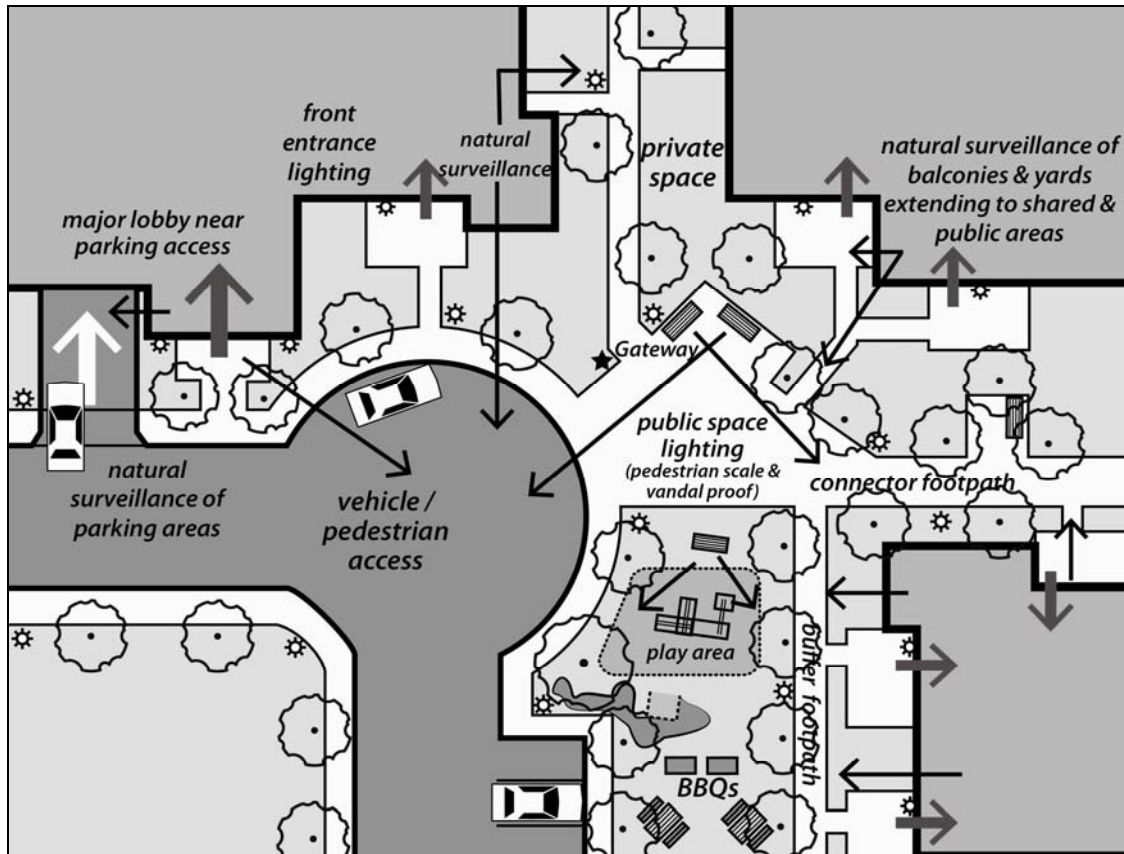 front
entrance
lighting
natural
surveillance
private
space
natural surveillance of
balconies & yards
extending to shared &
public areas
major lobby near
parking access
Gateway
public space
lighting
(pedestrian scale &
vandal proof)
connector footpath
natural
surveillance of
parking areas
vehicle /
pedestrian
access
play area
buffer footpath
BBQs